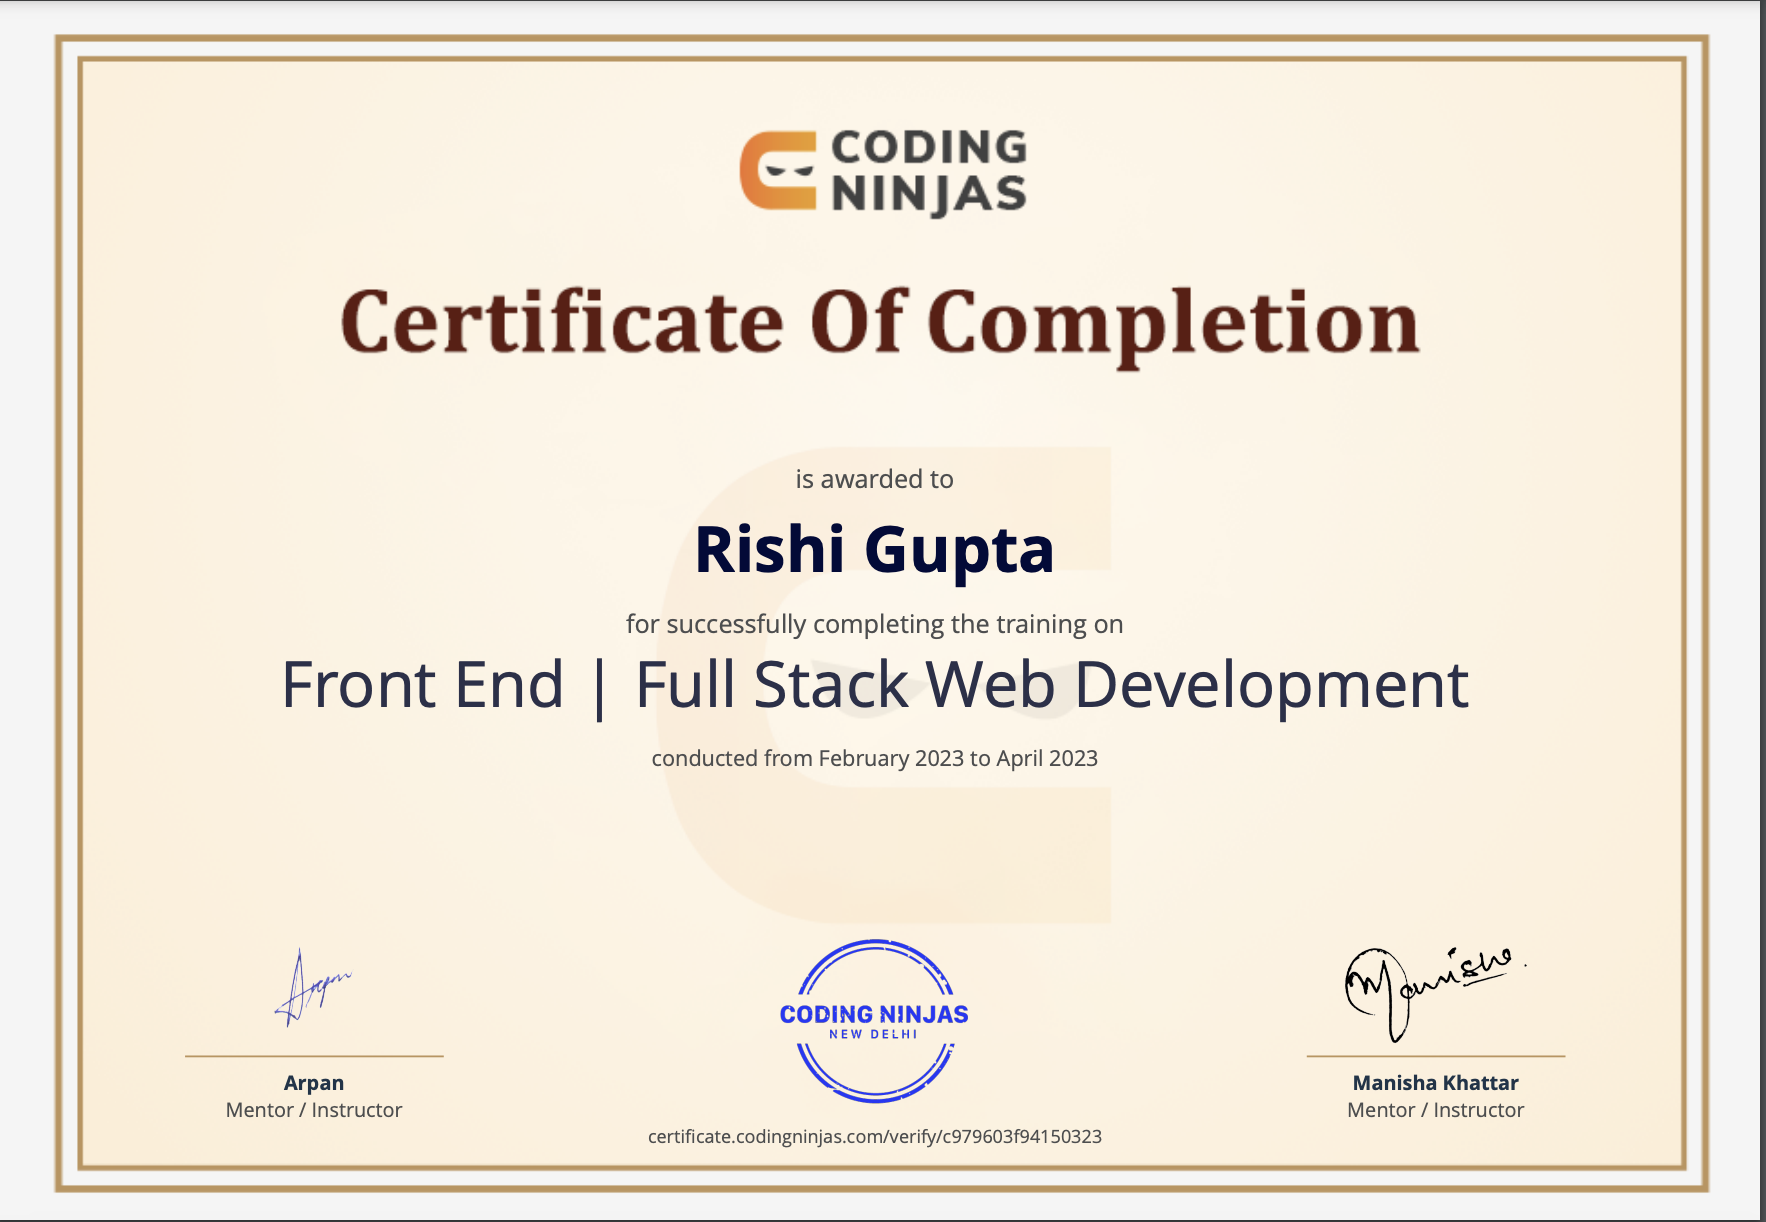 CODING
NINJAS
Certificate Of Completion
is awarded to
Rishi Gupta
for successfully completing the training on
Front End | Full Stack Web Development
conducted from February 2023 to April 2023
Arpan
Manisha
CODING NINJAS
NEW DELHI
Arpan
Mentor / Instructor
Manisha Khattar
Mentor / Instructor
certificate.codingninjas.com/verify/c979603f94150323